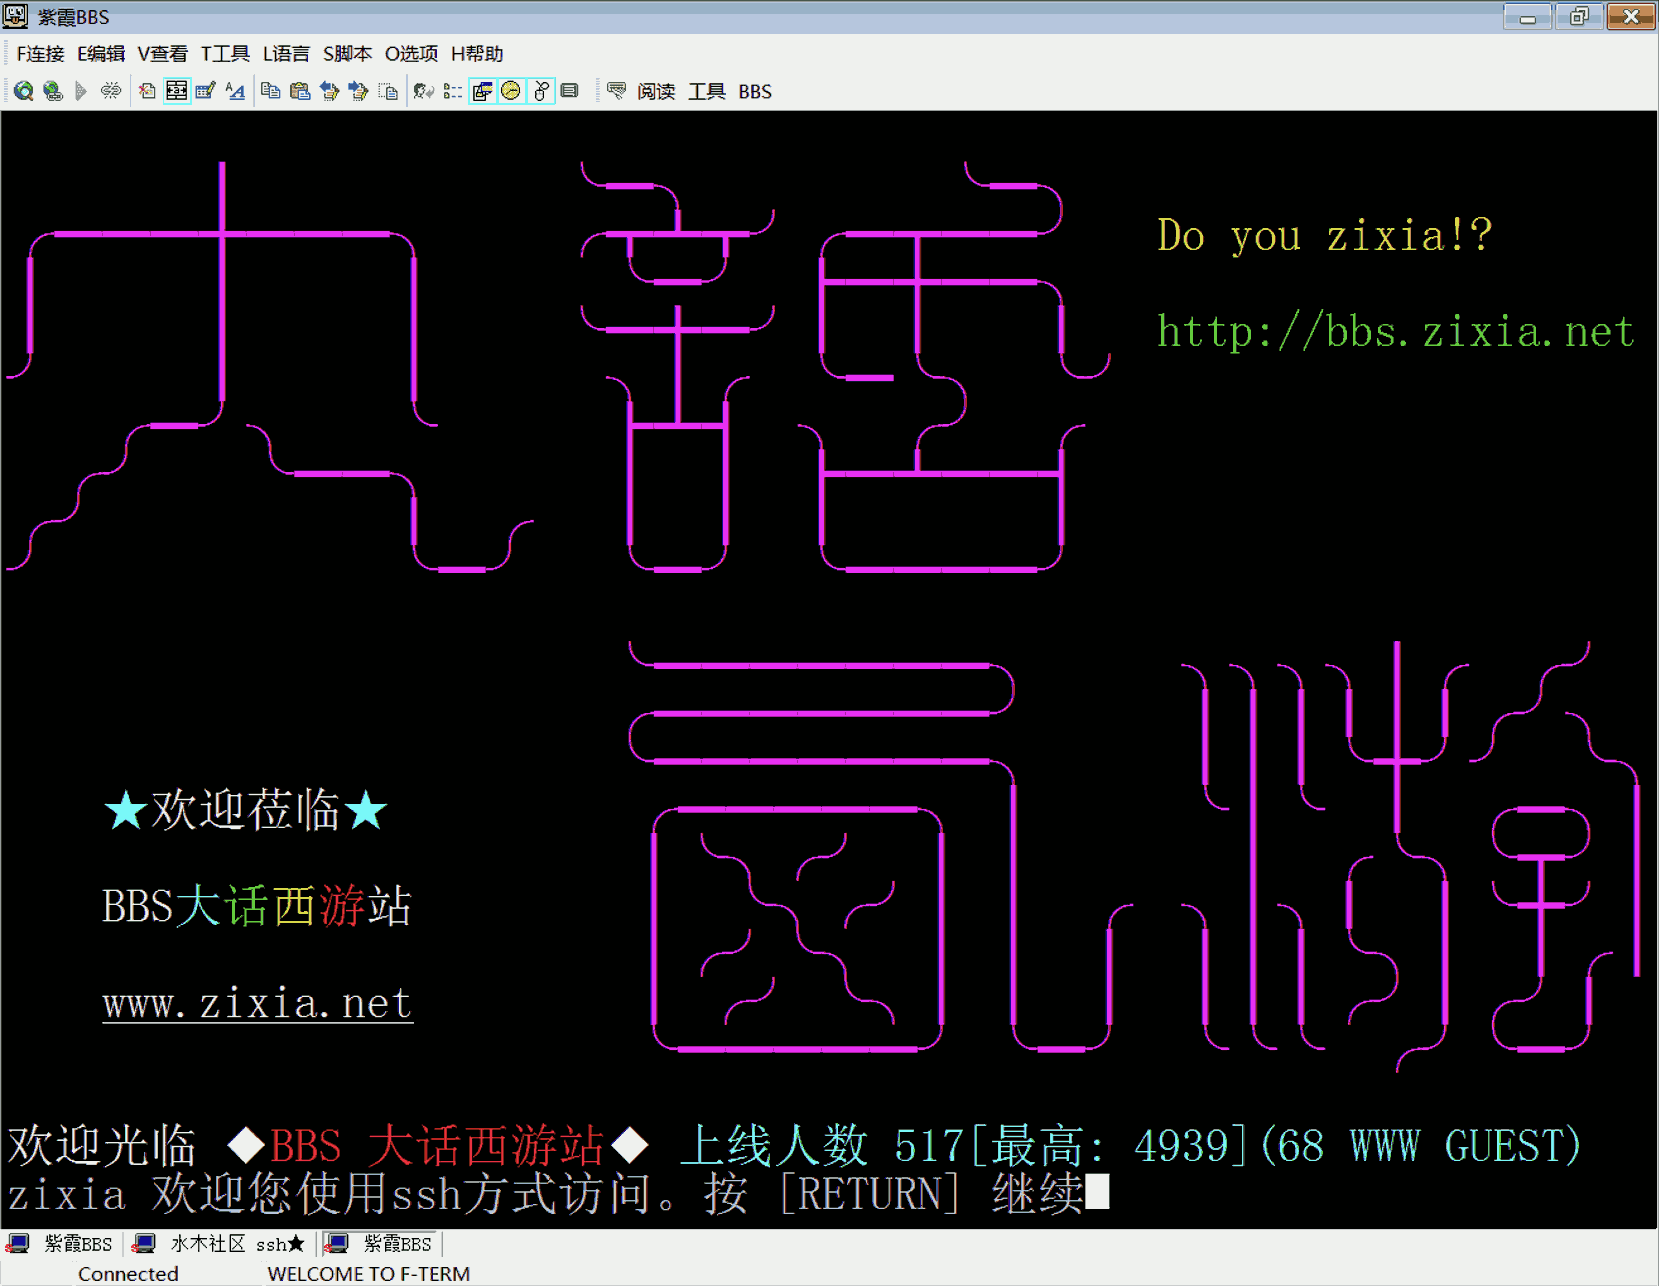 紫霞BBS
F连接 E编辑 V查看 T工具 L语言 S脚本 O选项 H帮助
阅读 工具 BBS
大話
Do you zixia!?
http://bbs.zixia.net
西游
★欢迎莅临★
BBS大话西游站
www.zixia.net
欢迎光临 ◆BBS 大话西游站◆ 上线人数 517[最高: 4939](68 WWW GUEST)
zixia 欢迎您使用ssh方式访问。按 [RETURN] 继续
紫霞BBS 水木社区 ssh★ 紫霞BBS
Connected WELCOME TO F-TERM